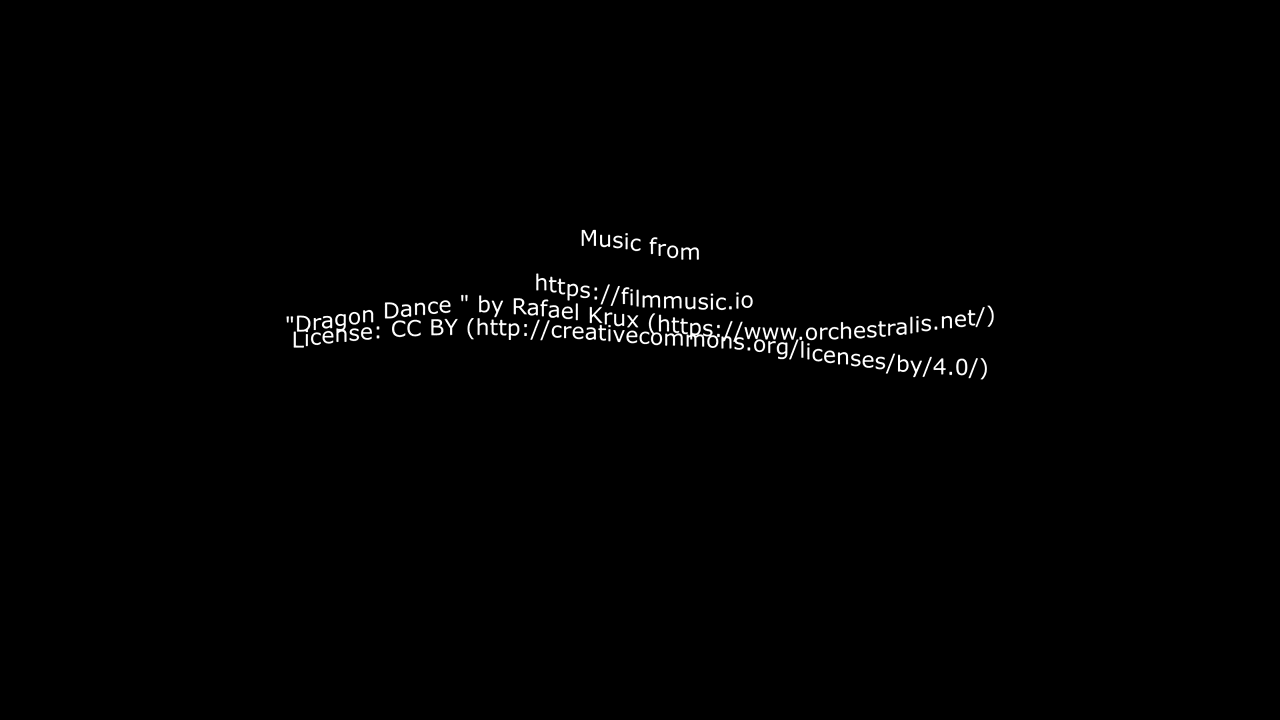 Music from
https://filmmusic.io
"Dragon Dance " by Rafael Krux (https://www.orchestralis.net/)
License: CC BY (http://creativecommons.org/licenses/by/4.0/)